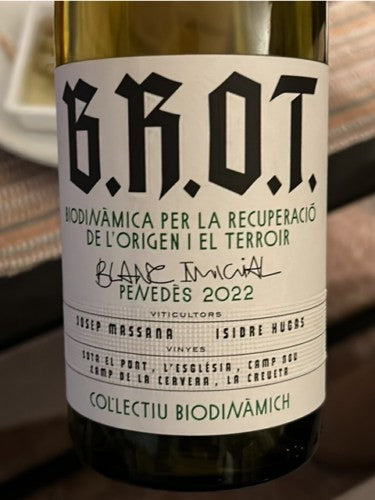 B.R.O.T.
BIODINÀMICA PER LA RECUPERACIÓ
DE L'ORIGEN I EL TERROIR
BLANC INICIAL
PENEDÈS 2022
VITICULTORS
JOSEP MASSANA ISIDRE HUGAS
VINYES
SOTA EL PONT, L'ESGLÉSIA, CAMP NOU
CAMP DE LA CERVERA, LA CREUETA
COL·LECTIU BIODINÀMICH